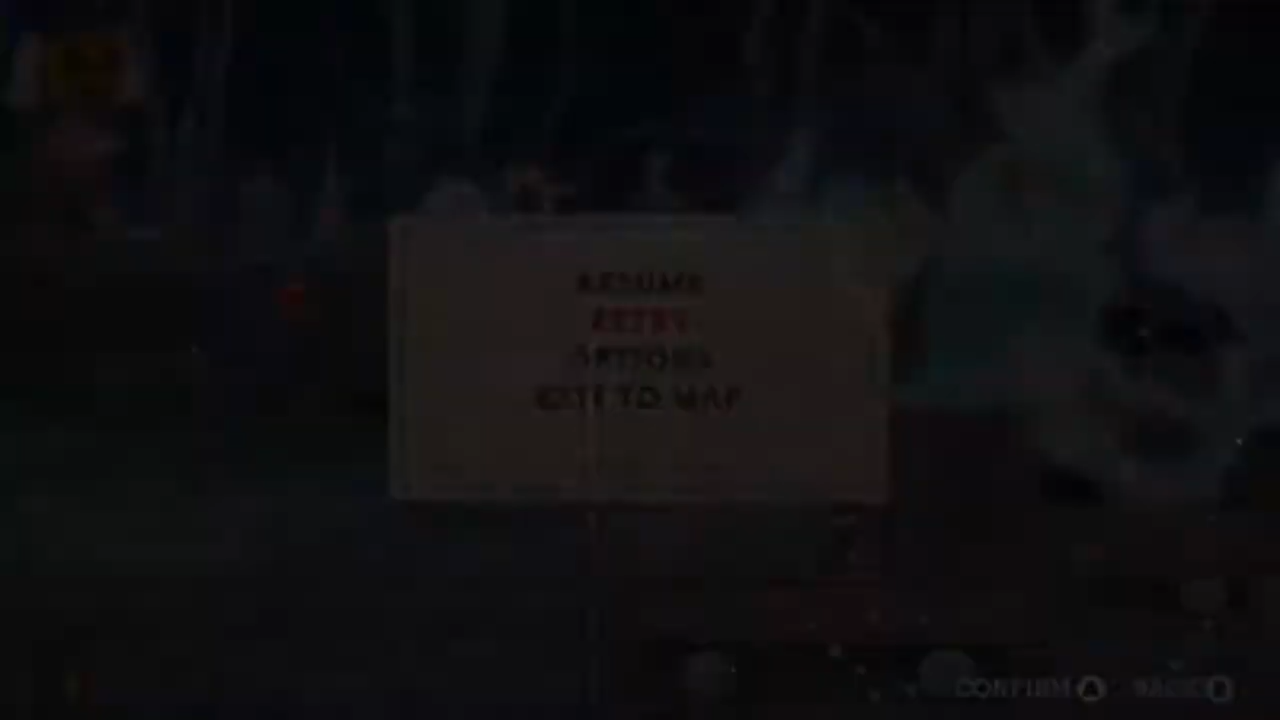 RESUME
RETRY
OPTIONS
EXIT TO MAP
CONFIRM BACK